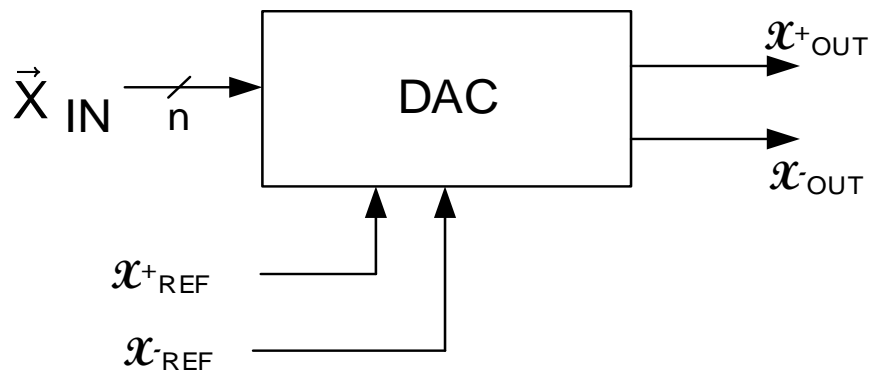 𝒳⁺OUT
X⃗ IN
n
DAC
𝒳⁻OUT
𝒳⁺REF
𝒳⁻REF